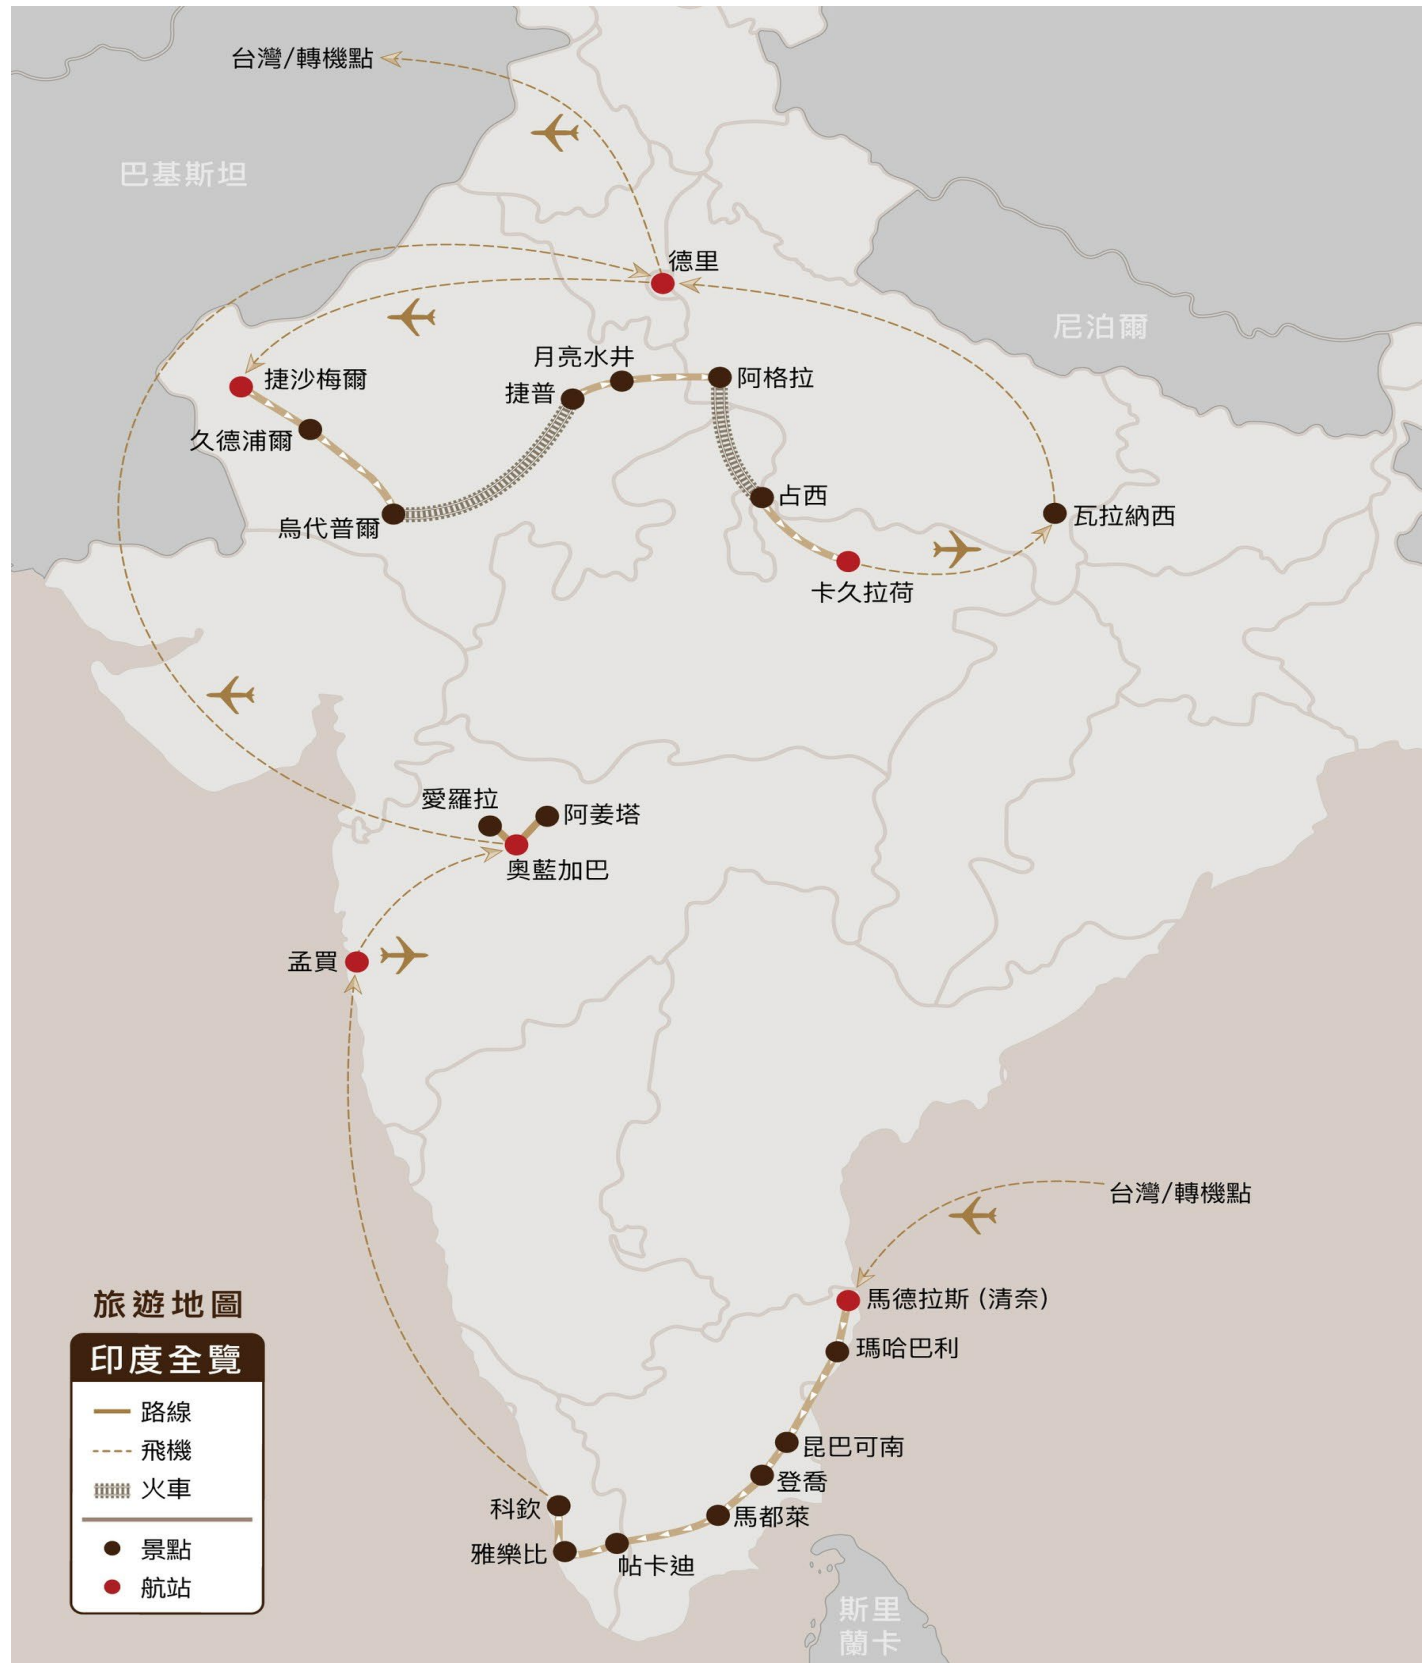 台灣/轉機點
巴基斯坦
德里
尼泊爾
月亮水井
捷沙梅爾
捷普
阿格拉
久德浦爾
占西
烏代普爾
瓦拉納西
卡久拉荷
愛羅拉
阿姜塔
奧藍加巴
孟買
台灣/轉機點
馬德拉斯 (清奈)
瑪哈巴利
昆巴可南
登喬
科欽
馬都萊
雅樂比
帖卡迪
斯里
蘭卡
旅遊地圖
印度全覽
路線
飛機
火車
景點
航站